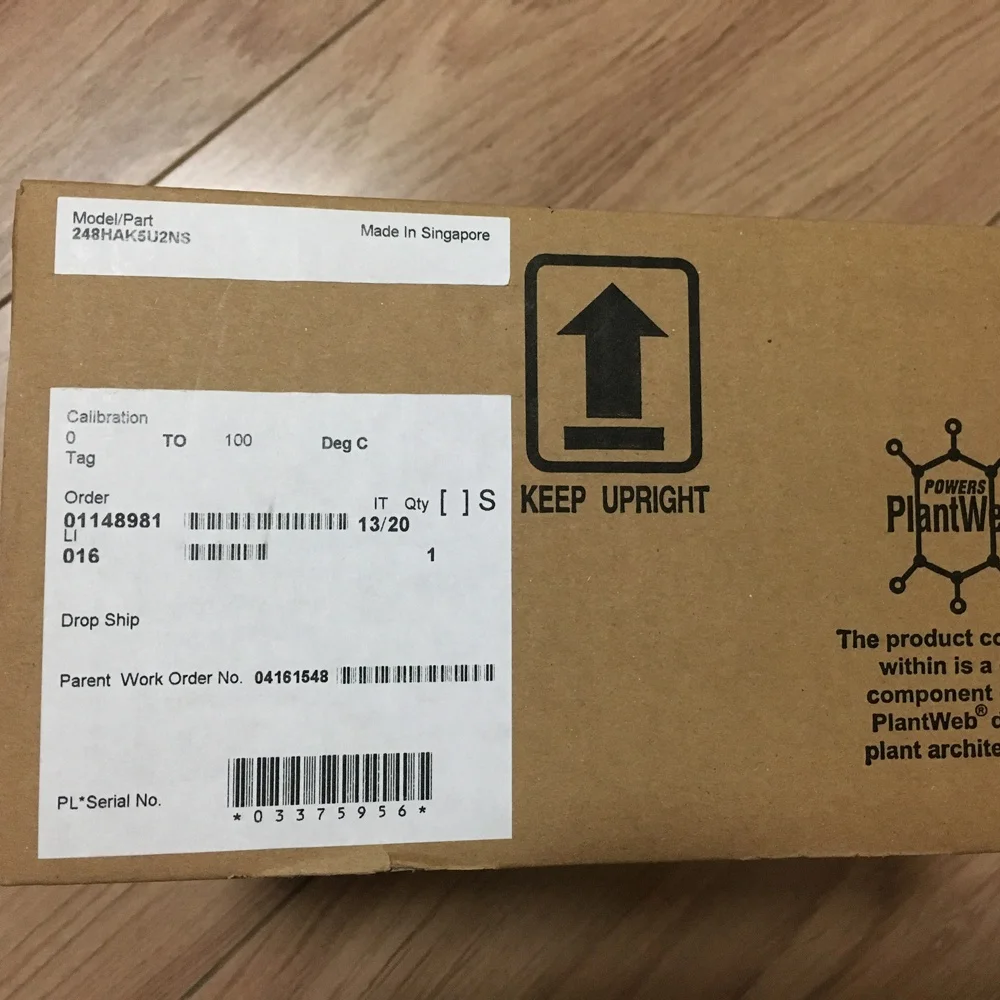 Model/Part
248HAK5U2NS
Made In Singapore
Calibration
0 TO 100 Deg C
Tag
Order IT Qty [ ] S
01148981 13/20
LI
016 1
Drop Ship
Parent Work Order No. 04161548
PL*Serial No.
*03375956*
KEEP UPRIGHT
POWERS
PlantWe
The product co
within is a
component
PlantWeb® d
plant archite